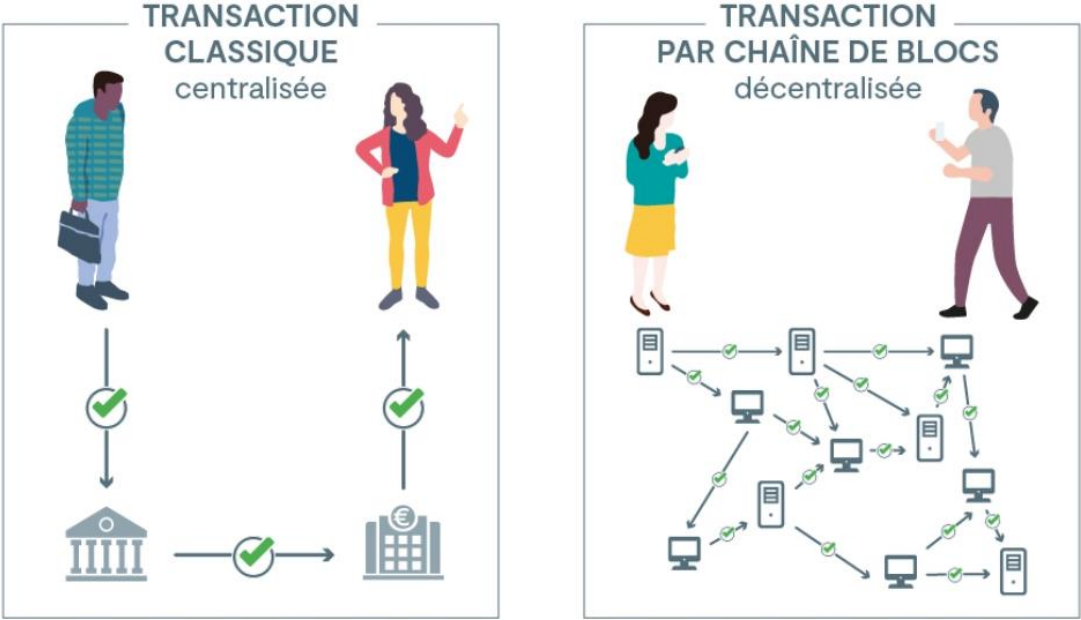 TRANSACTION
CLASSIQUE
centralisée
€
TRANSACTION
PAR CHAÎNE DE BLOCS
décentralisée